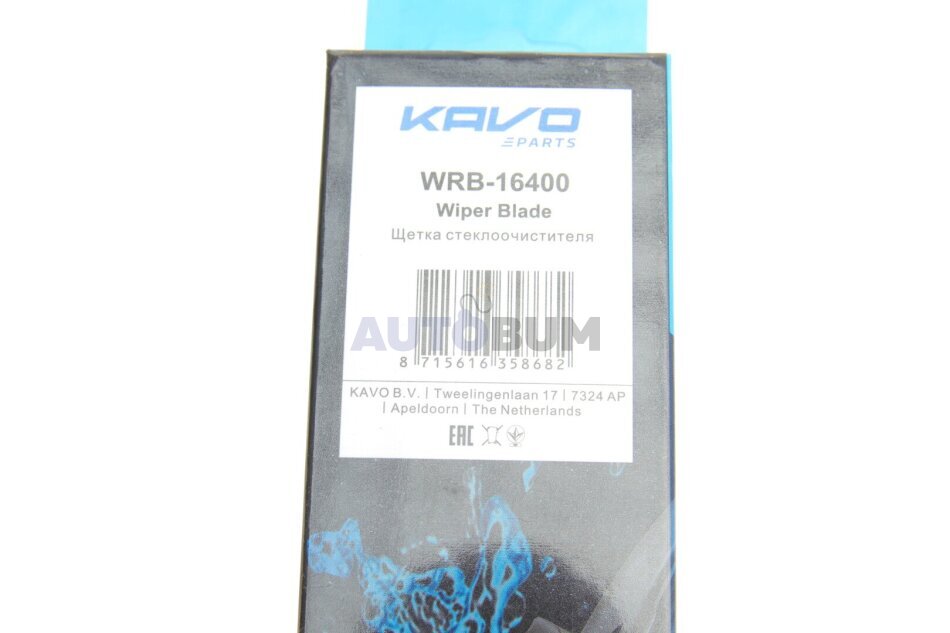 KAVO
PARTS
WRB-16400
Wiper Blade
Щетка стеклоочистителя
AUTOBUM
8 715616 358682
KAVO B.V. | Tweelingenlaan 17 | 7324 AP
| Apeldoorn | The Netherlands
EAC